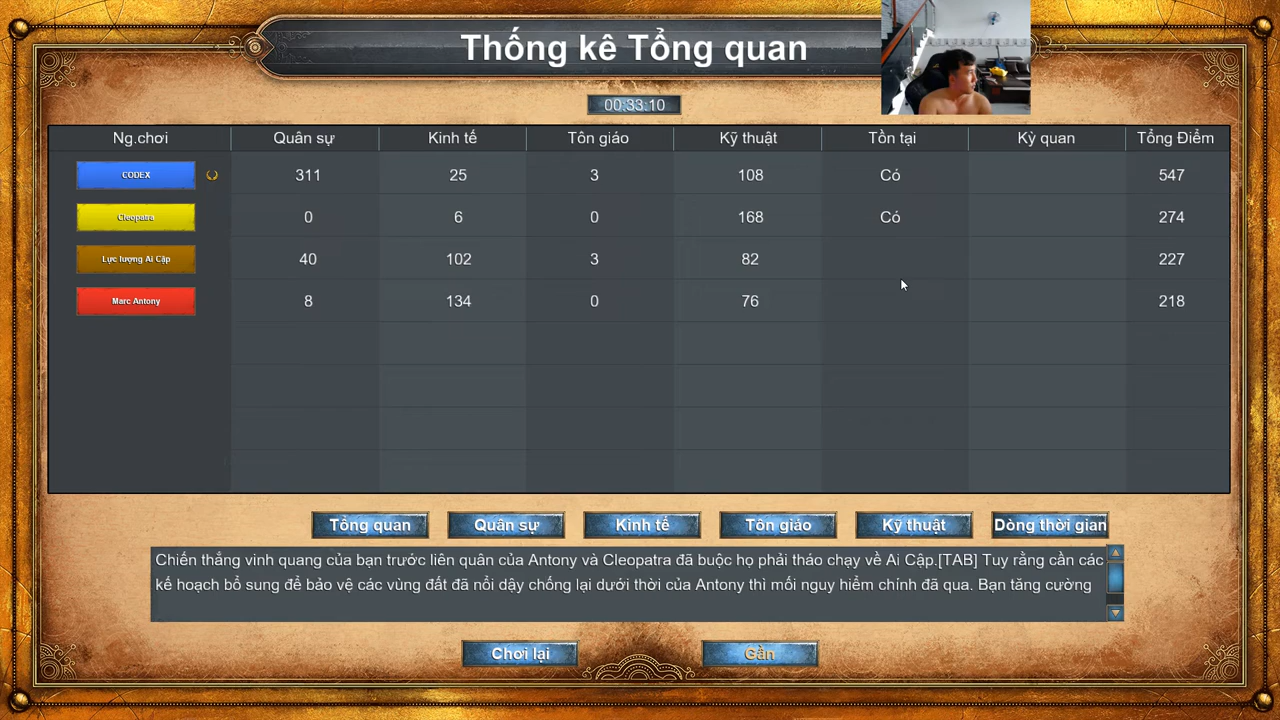 Thống kê Tổng quan
00:33:10
Ng.chơi Quân sự Kinh tế Tôn giáo Kỹ thuật Tồn tại Kỳ quan Tổng Điểm
CODEX 311 25 3 108 Có 547
Cleopatra 0 6 0 168 Có 274
Lực lượng Ai Cập 40 102 3 82 227
Marc Antony 8 134 0 76 218
Tổng quan Quân sự Kinh tế Tôn giáo Kỹ thuật Dòng thời gian
Chiến thắng vinh quang của bạn trước liên quân của Antony và Cleopatra đã buộc họ phải tháo chạy về Ai Cập.[TAB] Tuy rằng cần các
kế hoạch bổ sung để bảo vệ các vùng đất đã nổi dậy chống lại dưới thời của Antony thì mối nguy hiểm chính đã qua. Bạn tăng cường
Chơi lại Gần